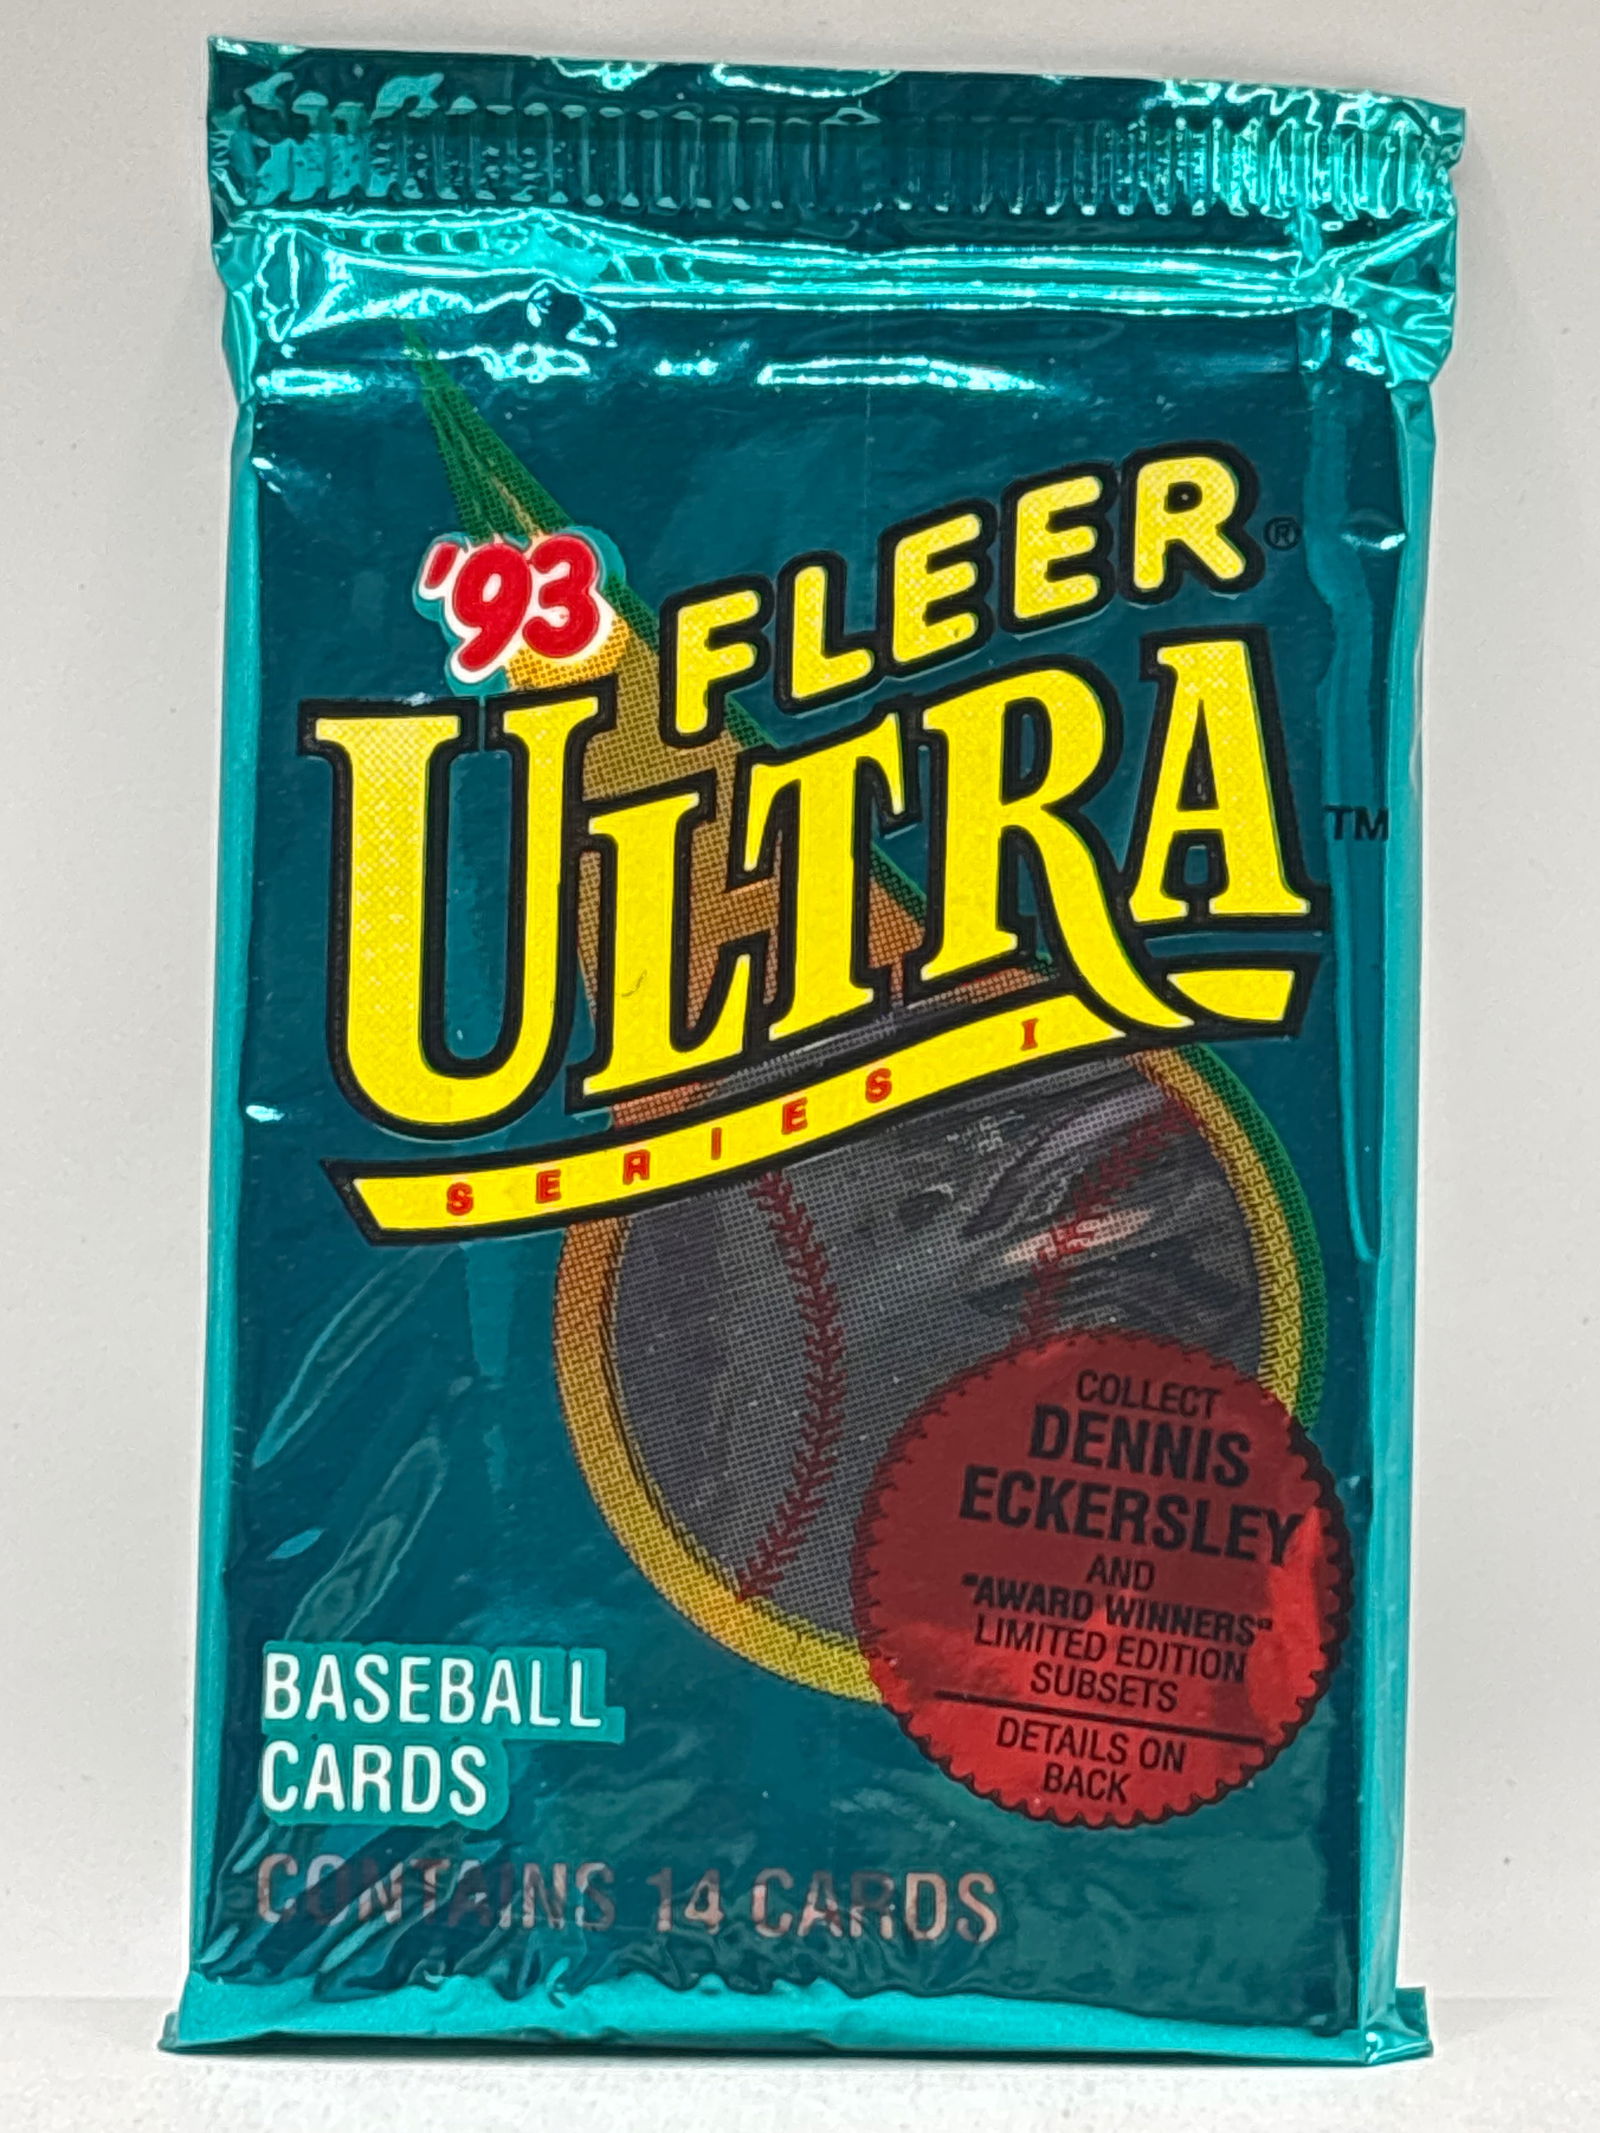 '93
FLEER®
ULTRA™
SERIES I
COLLECT
DENNIS
ECKERSLEY
AND
"AWARD WINNERS"
LIMITED EDITION
SUBSETS
DETAILS ON
BACK
BASEBALL
CARDS
CONTAINS 14 CARDS